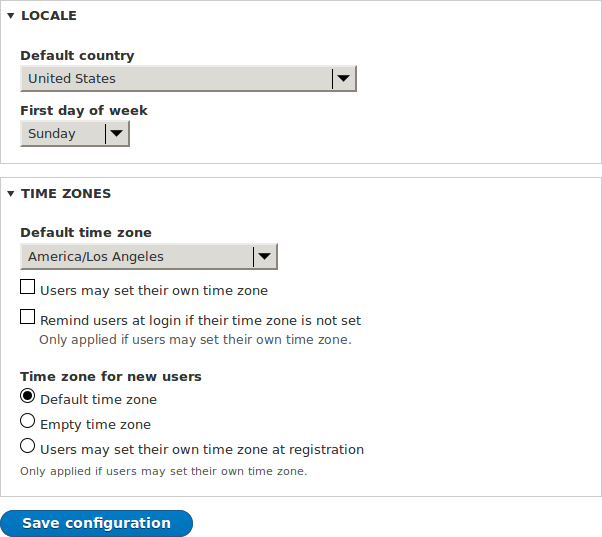 LOCALE
Default country
United States
First day of week
Sunday
TIME ZONES
Default time zone
America/Los Angeles
Users may set their own time zone
Remind users at login if their time zone is not set
Only applied if users may set their own time zone.
Time zone for new users
Default time zone
Empty time zone
Users may set their own time zone at registration
Only applied if users may set their own time zone.
Save configuration